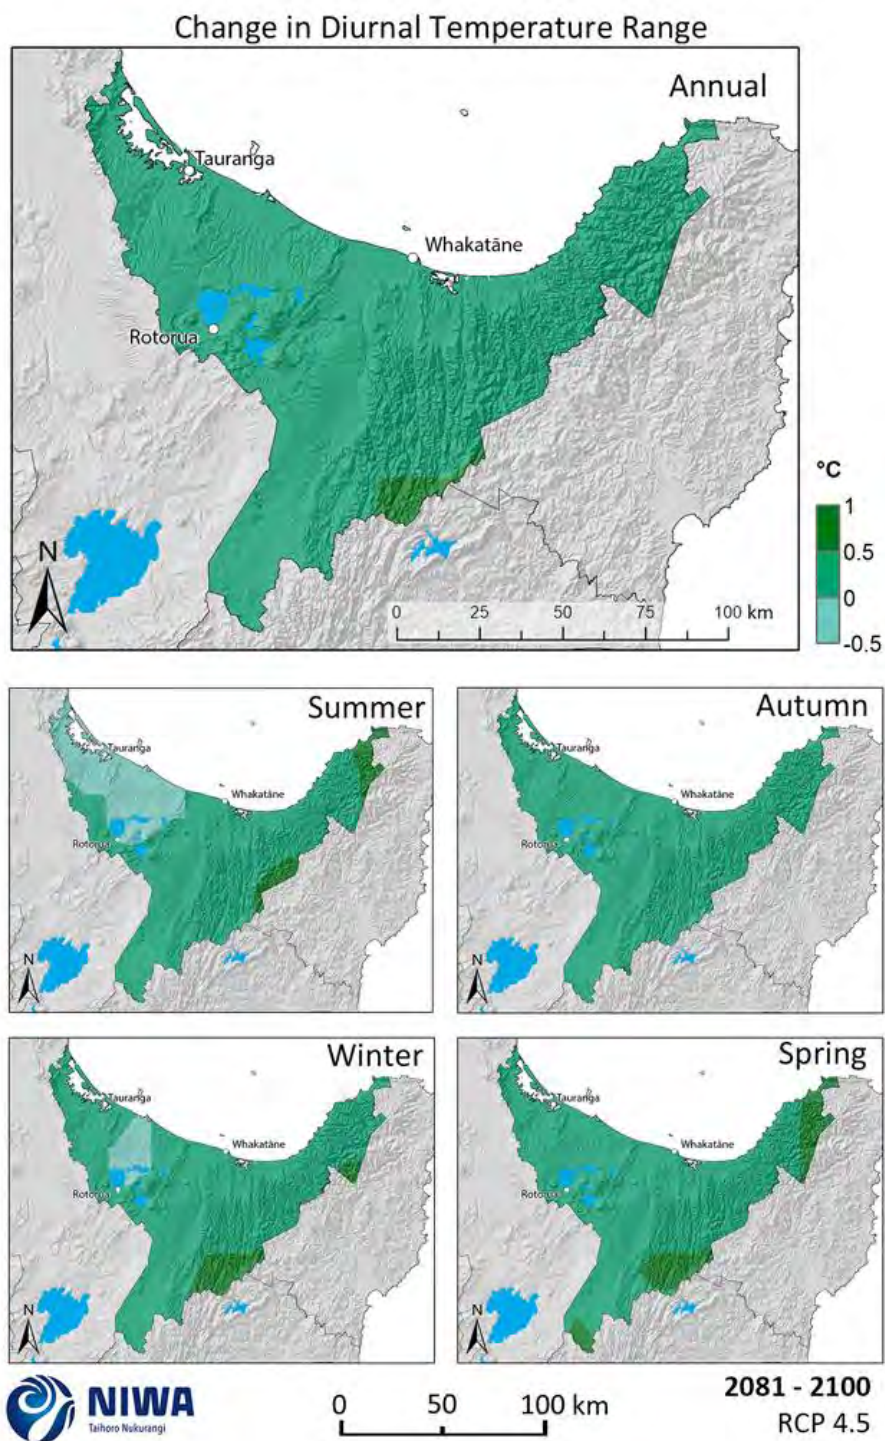 Change in Diurnal Temperature Range
Annual
Tauranga
Whakatāne
Rotorua
°C
1
0.5
0
-0.5
N
0 25 50 75 100 km
Summer
Tauranga
Whakatāne
Rotorua
N
Autumn
Tauranga
Whakatāne
Rotorua
N
Winter
Tauranga
Whakatāne
Rotorua
N
Spring
Tauranga
Whakatāne
Rotorua
N
NIWA
Taihoro Nukurangi
0 50 100 km
2081 - 2100
RCP 4.5